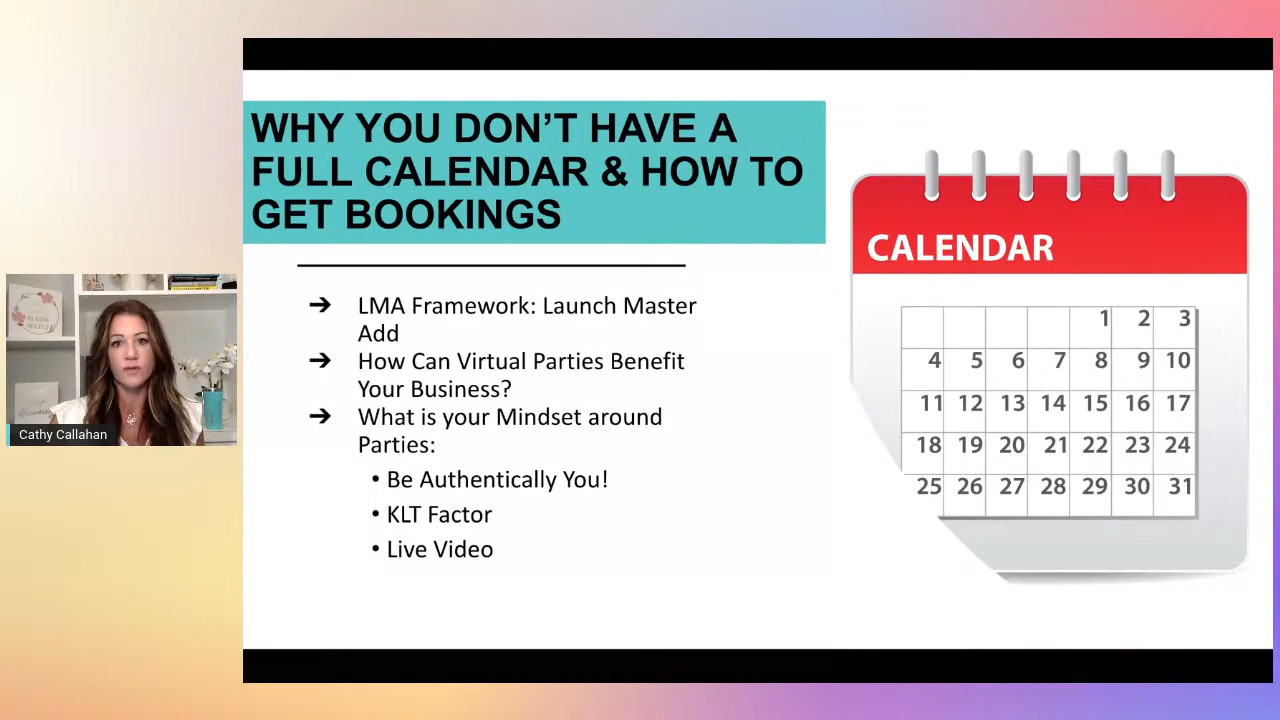 WHY YOU DON’T HAVE A
FULL CALENDAR & HOW TO
GET BOOKINGS
➔ LMA Framework: Launch Master
Add
➔ How Can Virtual Parties Benefit
Your Business?
➔ What is your Mindset around
Parties:
• Be Authentically You!
• KLT Factor
• Live Video
CALENDAR
1 2 3
4 5 6 7 8 9 10
11 12 13 14 15 16 17
18 19 20 21 22 23 24
25 26 27 28 29 30 31
BLOOM
WILDLY
Cathy Callahan